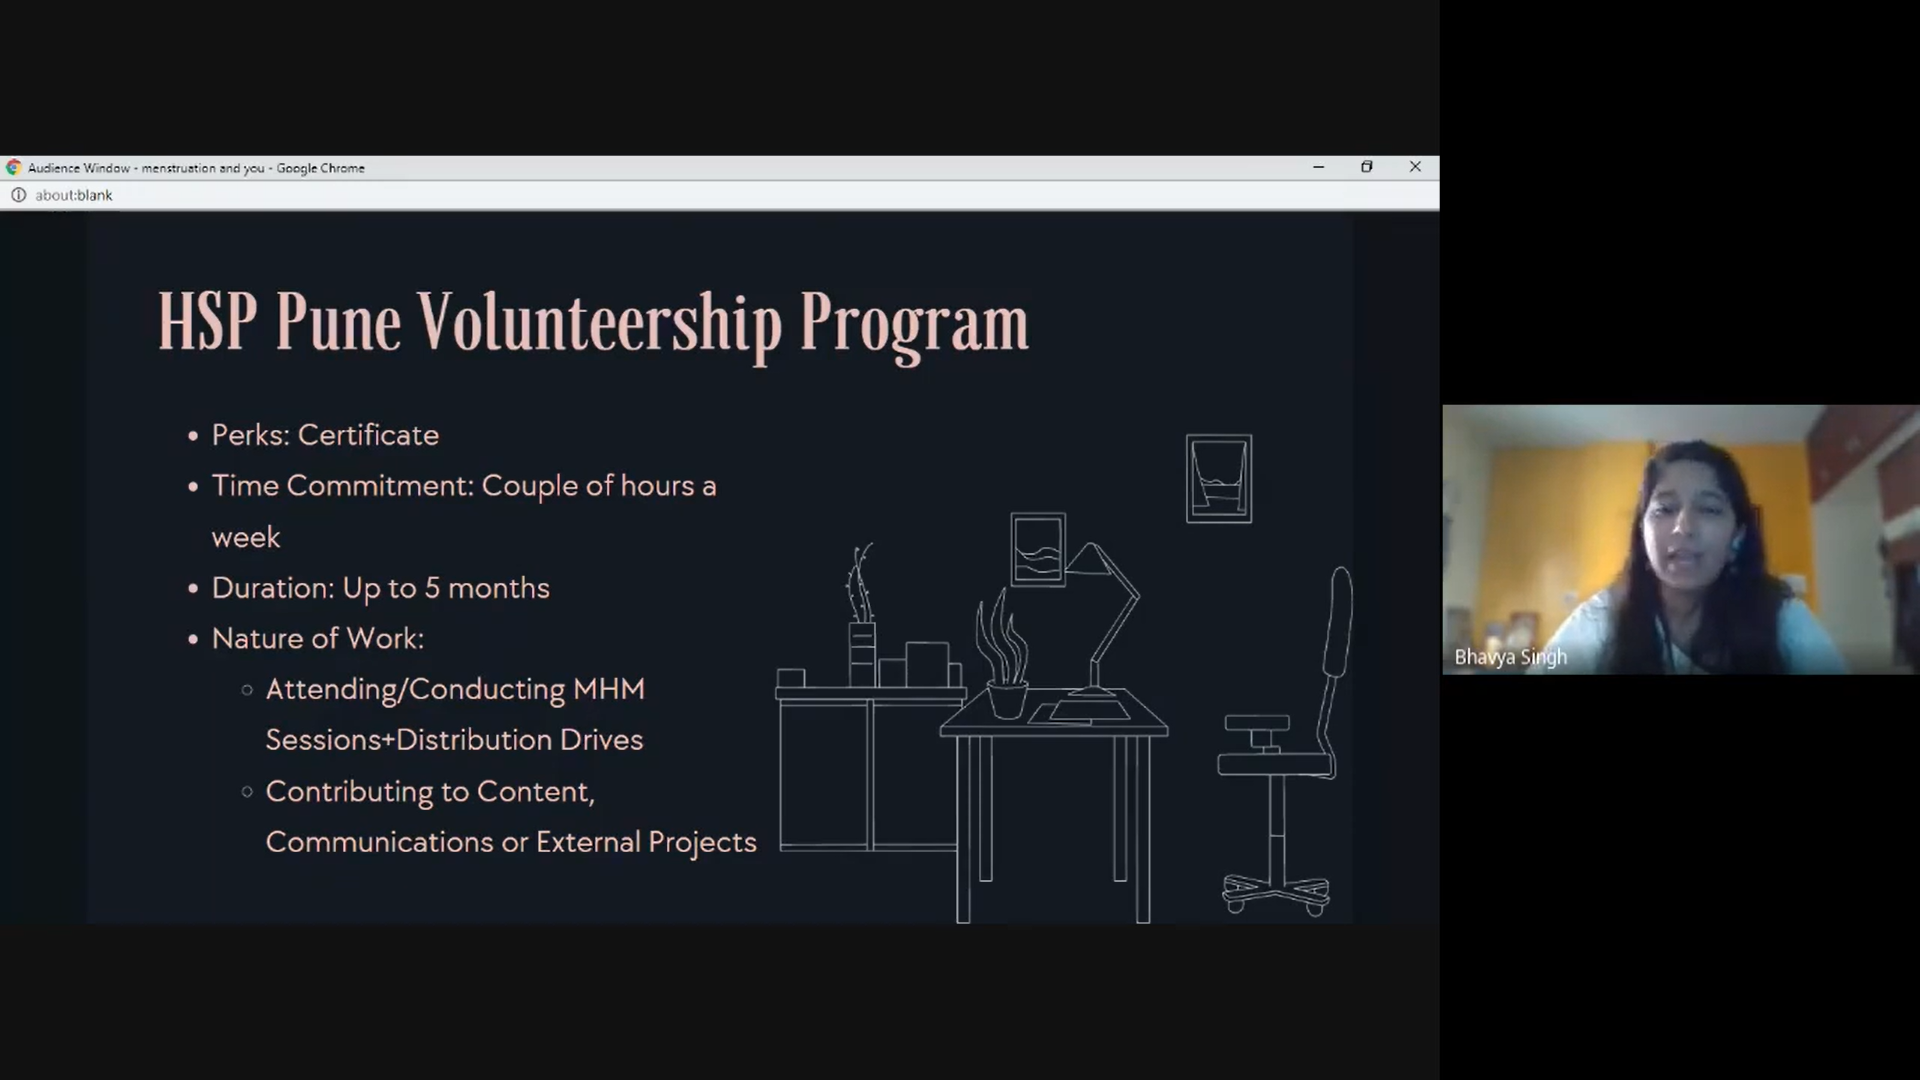 Audience Window - menstruation and you - Google Chrome
about:blank
HSP Pune Volunteership Program
• Perks: Certificate
• Time Commitment: Couple of hours a
week
• Duration: Up to 5 months
• Nature of Work:
○ Attending/Conducting MHM
Sessions+Distribution Drives
○ Contributing to Content,
Communications or External Projects
Bhavya Singh